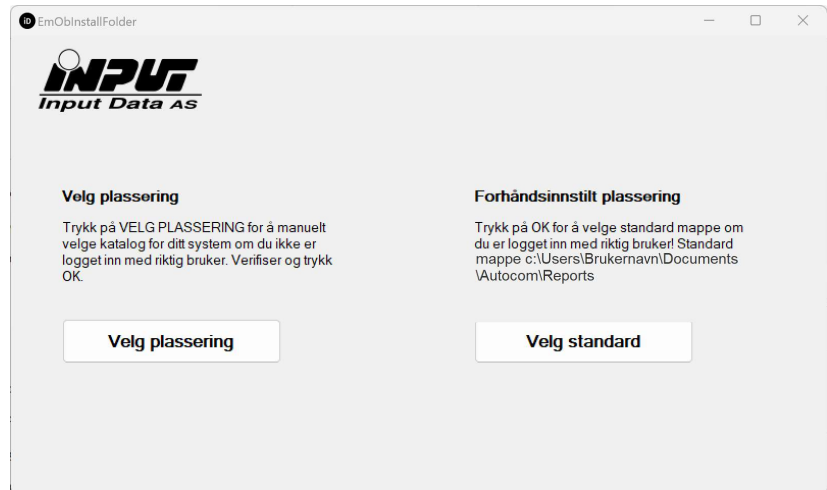 iD EmObInstallFolder
iNPUT
Input Data AS
Velg plassering
Trykk på VELG PLASSERING for å manuelt
velge katalog for ditt system om du ikke er
logget inn med riktig bruker. Verifiser og trykk
OK.
Velg plassering
Forhåndsinnstilt plassering
Trykk på OK for å velge standard mappe om
du er logget inn med riktig bruker! Standard
mappe c:\Users\Brukernavn\Documents
\Autocom\Reports
Velg standard